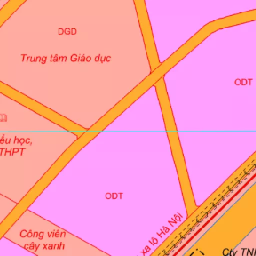 DGD
Trung tâm Giáo dục
ODT
ểu học,
THPT
ODT
xa lộ Hà Nội
Công viên
cây xanh
Cty TNH